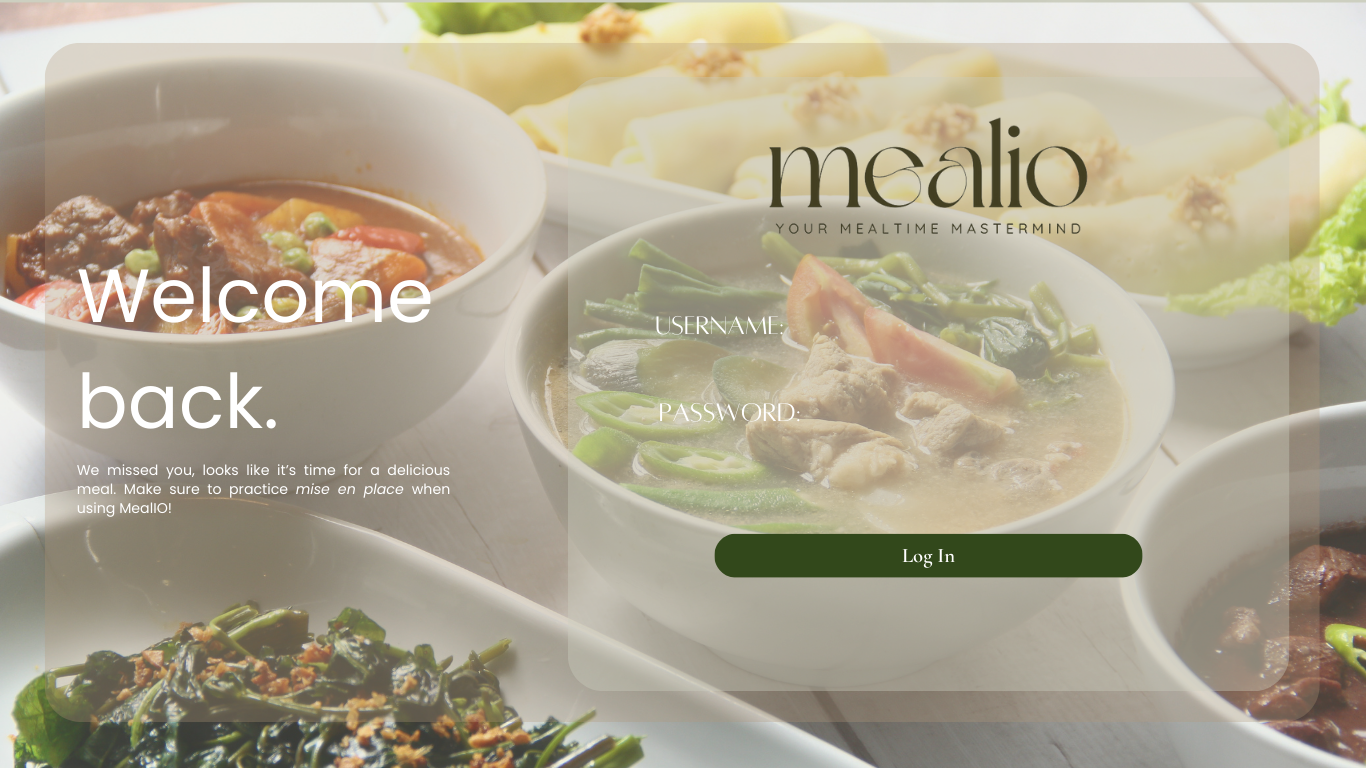 Welcome
back.
We missed you, looks like it's time for a delicious
meal. Make sure to practice mise en place when
using MealIO!
mealio
YOUR MEALTIME MASTERMIND
USERNAME:
PASSWORD:
Log In